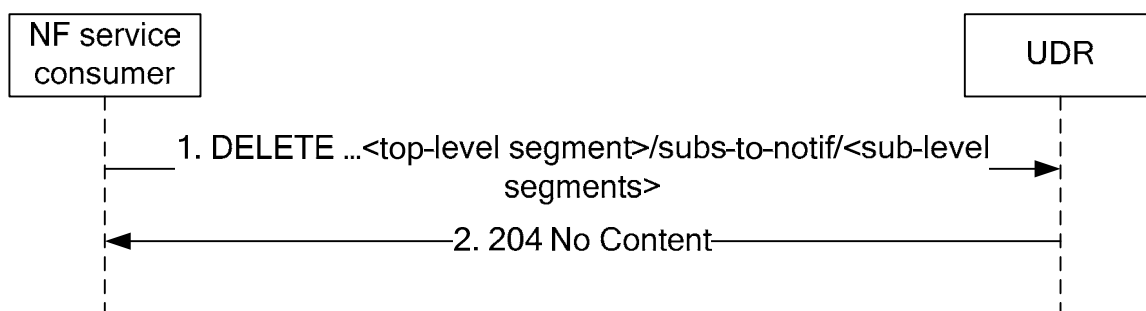 NF service
consumer
UDR
1. DELETE ...<top-level segment>/subs-to-notif/<sub-level
segments>
2. 204 No Content